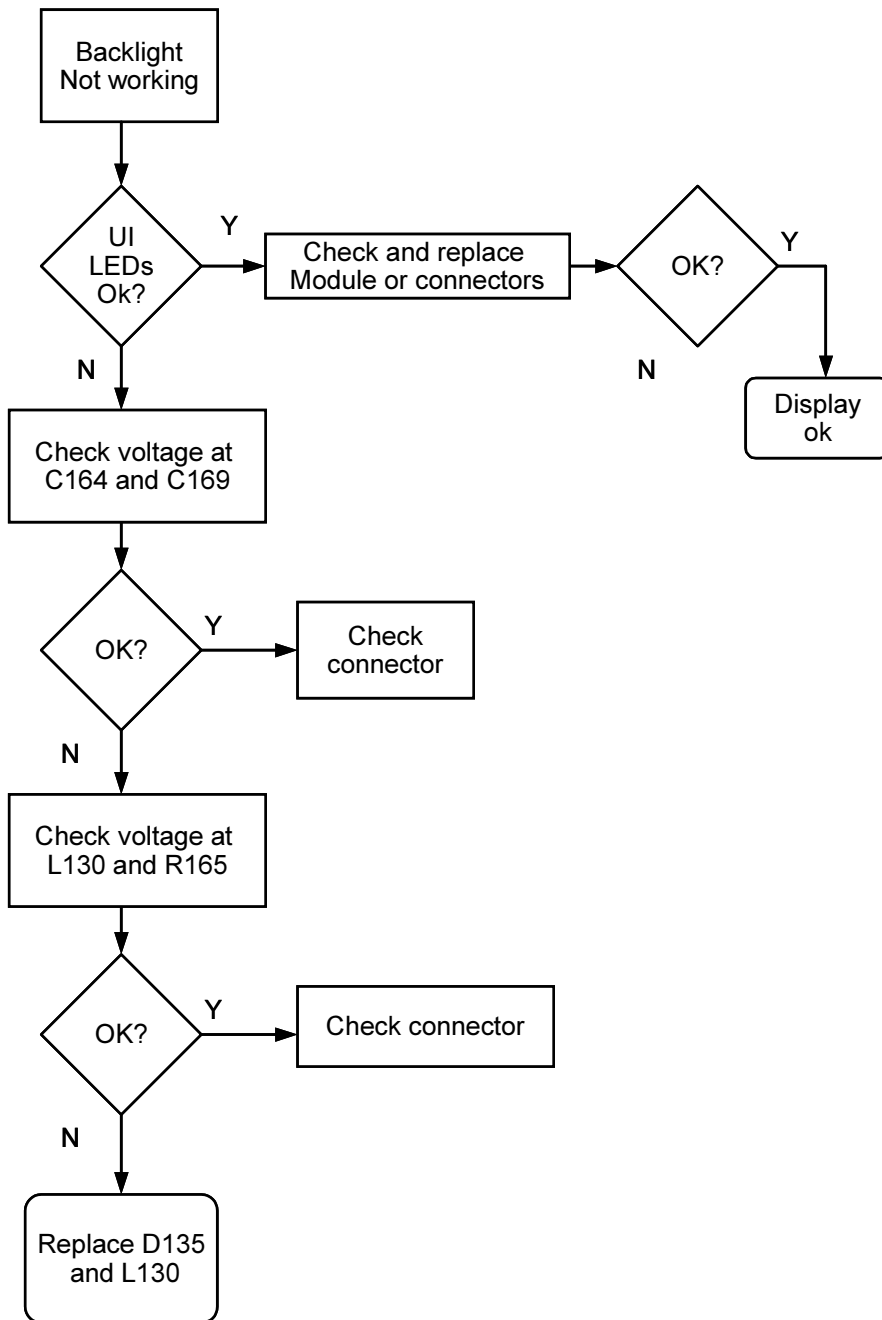 Backlight
Not working
UI
LEDs
Ok?
Y
Check and replace
Module or connectors
OK?
Y
N
Display
ok
N
Check voltage at
C164 and C169
OK?
Y
Check
connector
N
Check voltage at
L130 and R165
OK?
Y
Check connector
N
Replace D135
and L130